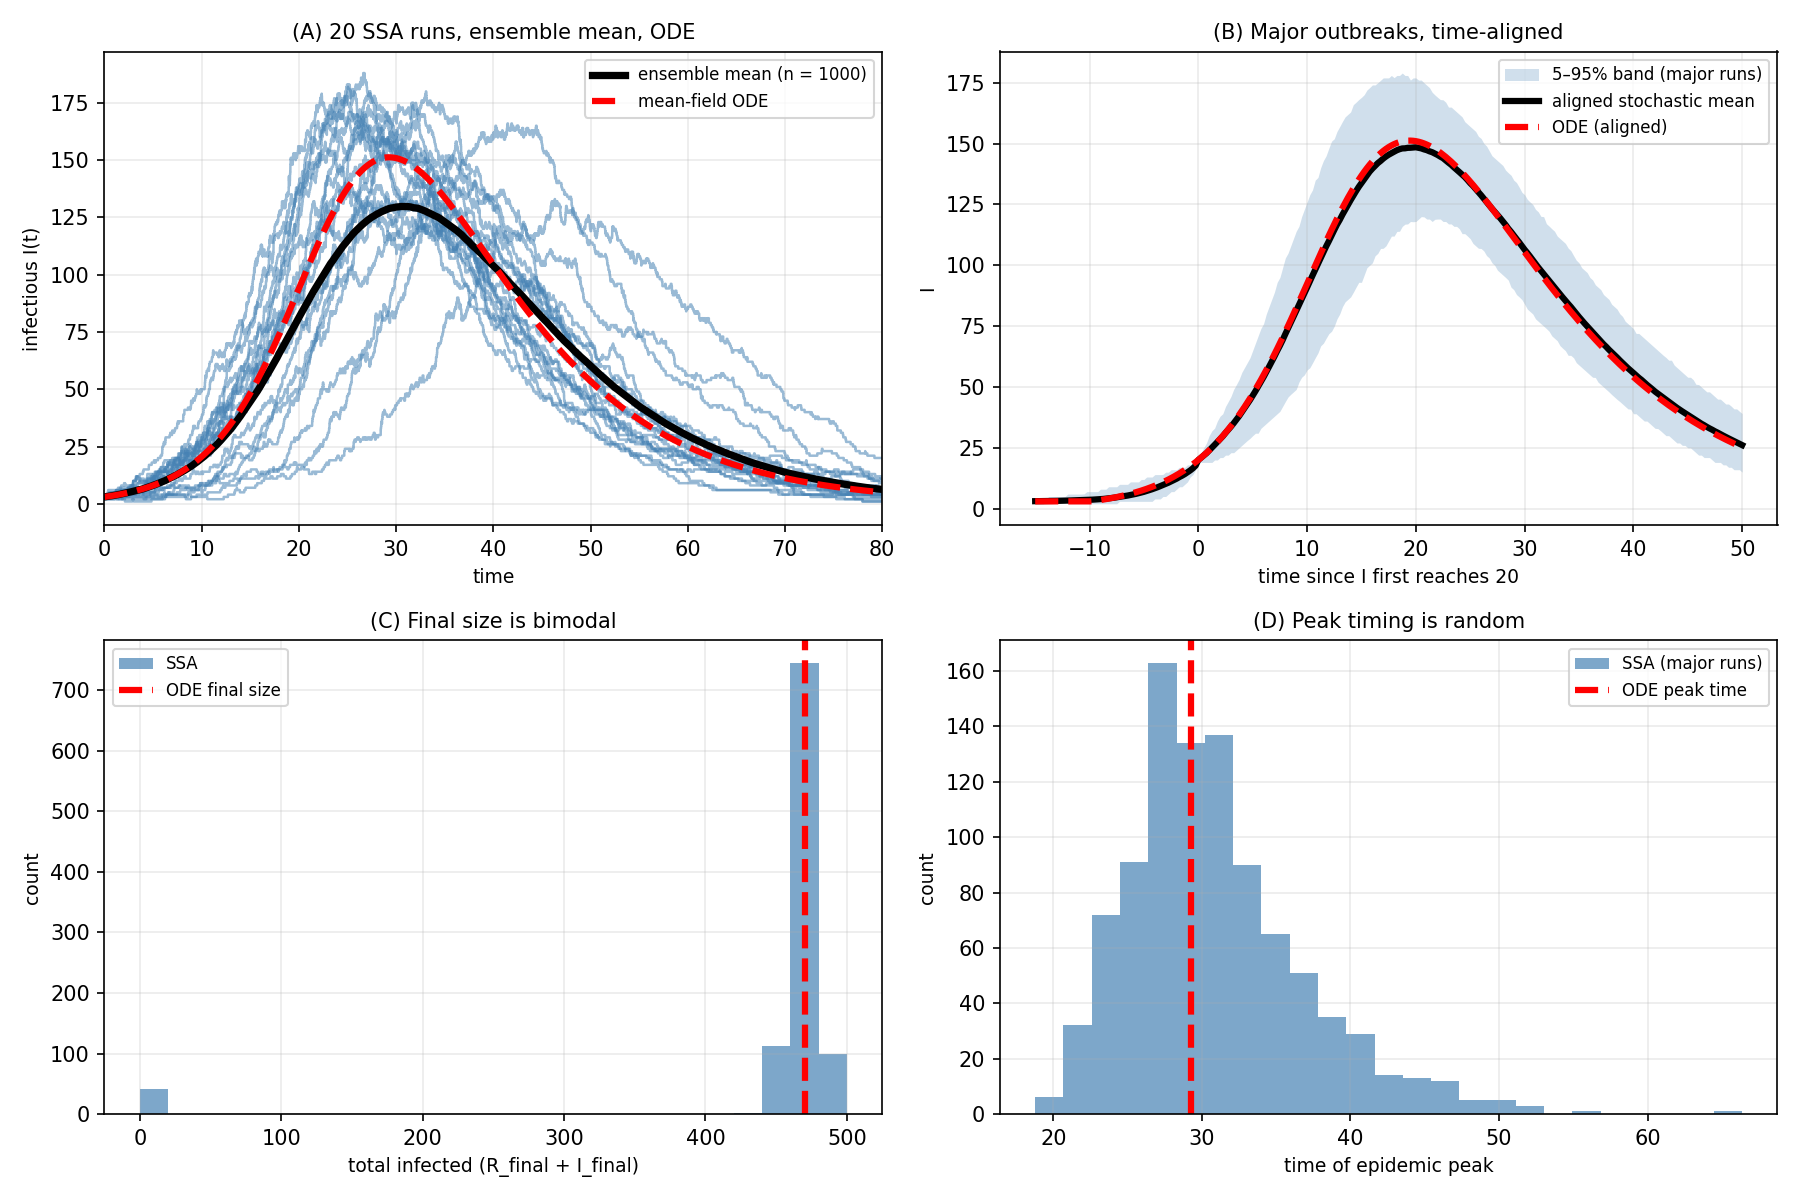 (A) 20 SSA runs, ensemble mean, ODE
ensemble mean (n = 1000)
mean-field ODE
infectious I(t)
175
150
125
100
75
50
25
0
0 10 20 30 40 50 60 70 80
time
(B) Major outbreaks, time-aligned
5–95% band (major runs)
aligned stochastic mean
ODE (aligned)
I
175
150
125
100
75
50
25
0
−10 0 10 20 30 40 50
time since I first reaches 20
(C) Final size is bimodal
SSA
ODE final size
count
700
600
500
400
300
200
100
0
0 100 200 300 400 500
total infected (R_final + I_final)
(D) Peak timing is random
SSA (major runs)
ODE peak time
count
160
140
120
100
80
60
40
20
0
20 30 40 50 60
time of epidemic peak